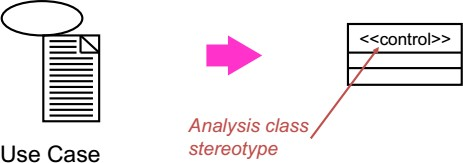 <<control>>
Analysis class
stereotype
Use Case